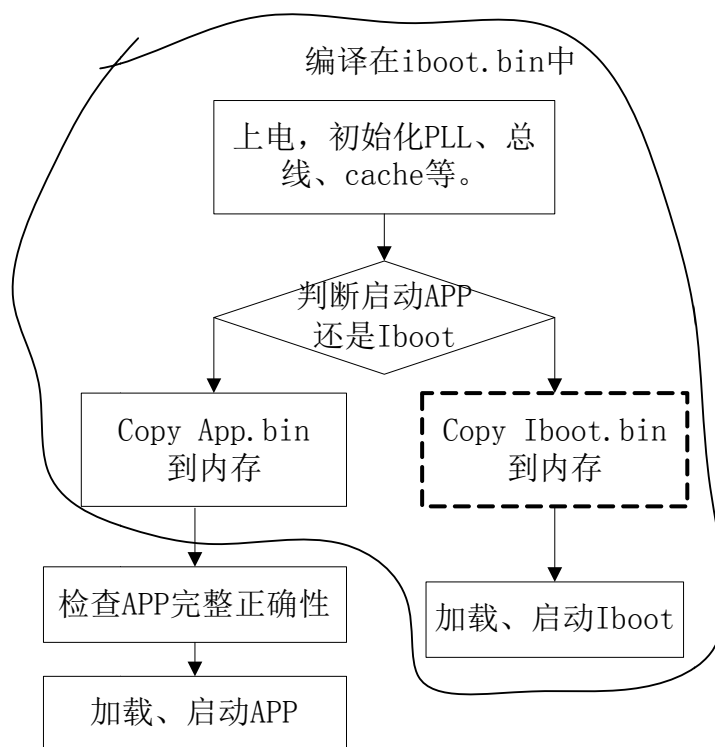 编译在iboot.bin中
上电，初始化PLL、总
线、cache等。
判断启动APP
还是Iboot
Copy App.bin
到内存
Copy Iboot.bin
到内存
检查APP完整正确性
加载、启动Iboot
加载、启动APP